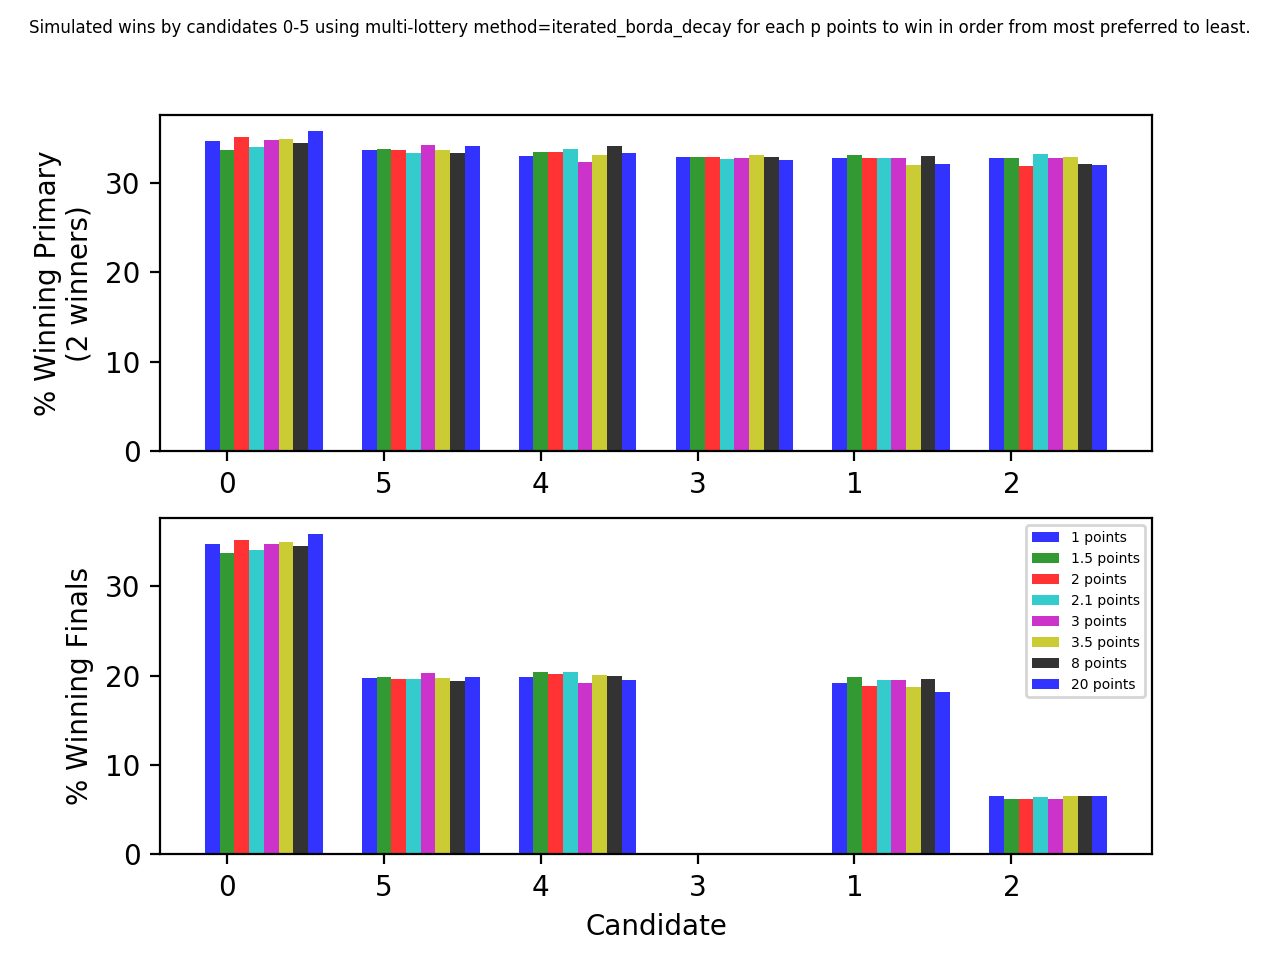 Simulated wins by candidates 0-5 using multi-lottery method=iterated_borda_decay for each p points to win in order from most preferred to least.
% Winning Primary
(2 winners)
30
20
10
0
0 5 4 3 1 2
% Winning Finals
30
20
10
0
1 points
1.5 points
2 points
2.1 points
3 points
3.5 points
8 points
20 points
0 5 4 3 1 2
Candidate